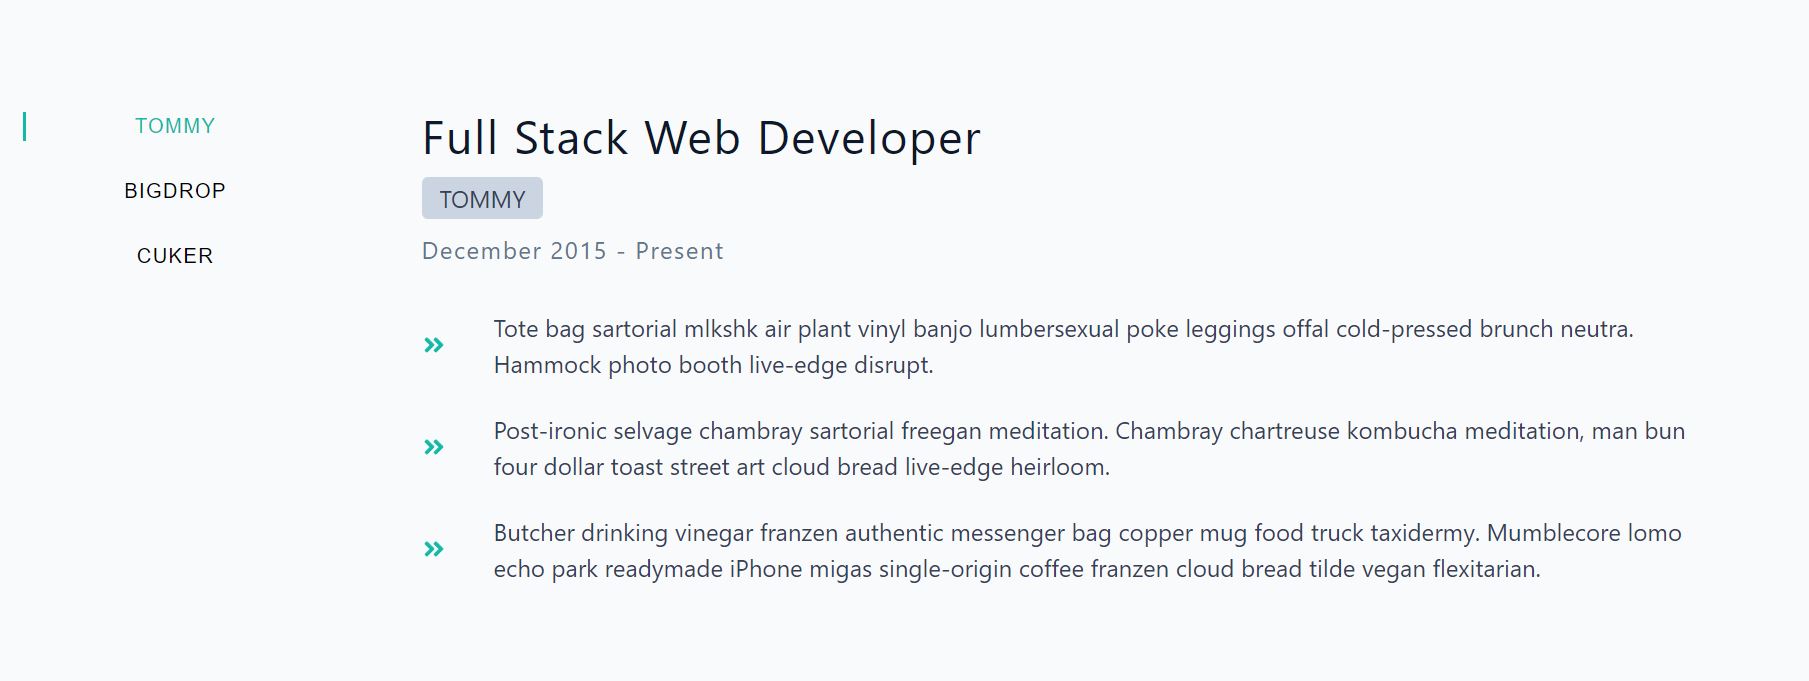 TOMMY
BIGDROP
CUKER
Full Stack Web Developer
TOMMY
December 2015 - Present
Tote bag sartorial mlkshk air plant vinyl banjo lumbersexual poke leggings offal cold-pressed brunch neutra.
Hammock photo booth live-edge disrupt.
Post-ironic selvage chambray sartorial freegan meditation. Chambray chartreuse kombucha meditation, man bun
four dollar toast street art cloud bread live-edge heirloom.
Butcher drinking vinegar franzen authentic messenger bag copper mug food truck taxidermy. Mumblecore lomo
echo park readymade iPhone migas single-origin coffee franzen cloud bread tilde vegan flexitarian.